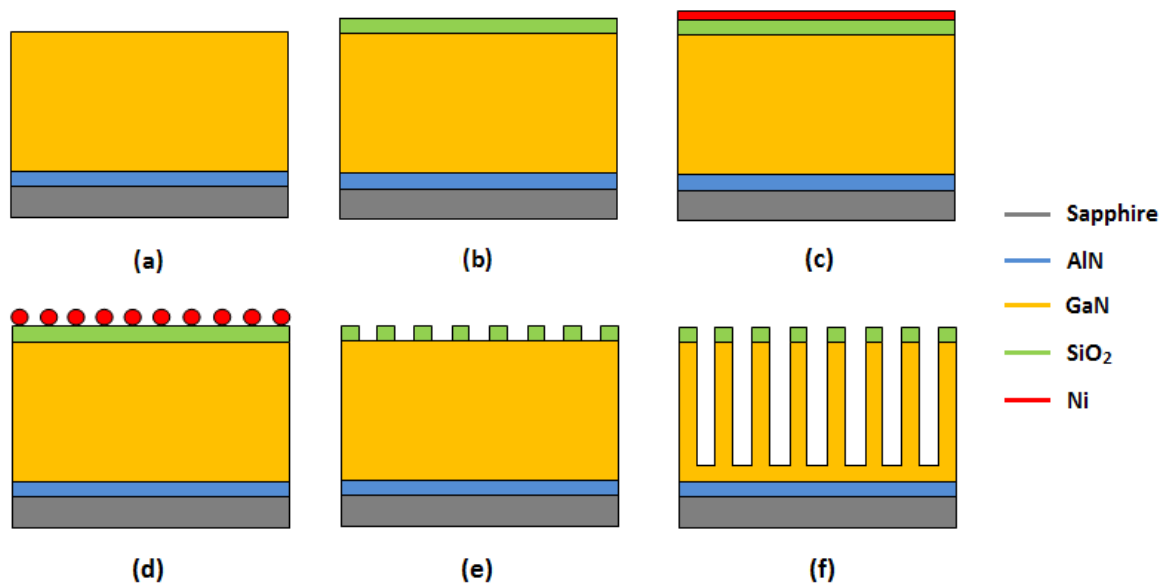 (a)
(b)
(c)
Sapphire
AlN
GaN
SiO₂
Ni
(d)
(e)
(f)